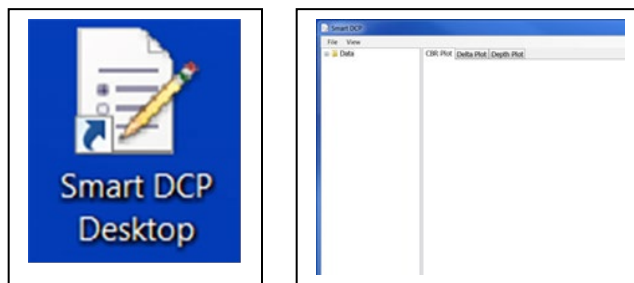 Smart DCP
Desktop
Smart DCP
File View
Data
CBR Plot Delta Plot Depth Plot